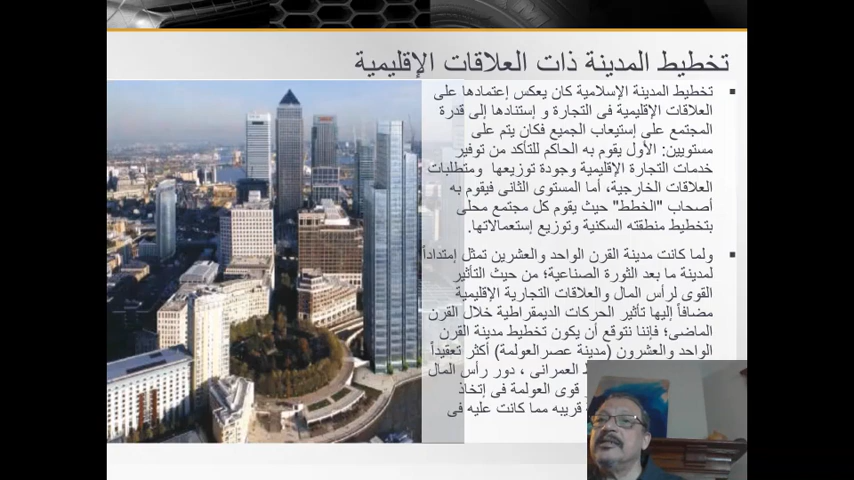 تخطيط المدينة ذات العلاقات الإقليمية
تخطيط المدينة الإسلامية كان يعكس إعتمادها على
العلاقات الإقليمية فى التجارة و إستنادها إلى قدرة
المجتمع على إستيعاب الجميع فكان يتم على
مستويين: الأول يقوم به الحاكم للتأكد من توفير
خدمات التجارة الإقليمية وجودة توزيعها ومتطلبات
العلاقات الخارجية، أما المستوى الثانى فيقوم به
أصحاب "الخطط" حيث يقوم كل مجتمع محلى
بتخطيط منطقته السكنية وتوزيع إستعمالاتها.
ولما كانت مدينة القرن الواحد والعشرين تمثل إمتداداً
لمدينة ما بعد الثورة الصناعية؛ من حيث التأثير
القوى لرأس المال والعلاقات التجارية الإقليمية
مضافاً إليها تأثير الحركات الديمقراطية خلال القرن
الماضى؛ فإننا نتوقع أن يكون تخطيط مدينة القرن
الواحد والعشرون (مدينة عصرالعولمة) أكثر تعقيداً
العمرانى ، دور رأس المال
قوى العولمة فى إتخاذ
قريبه مما كانت عليه فى